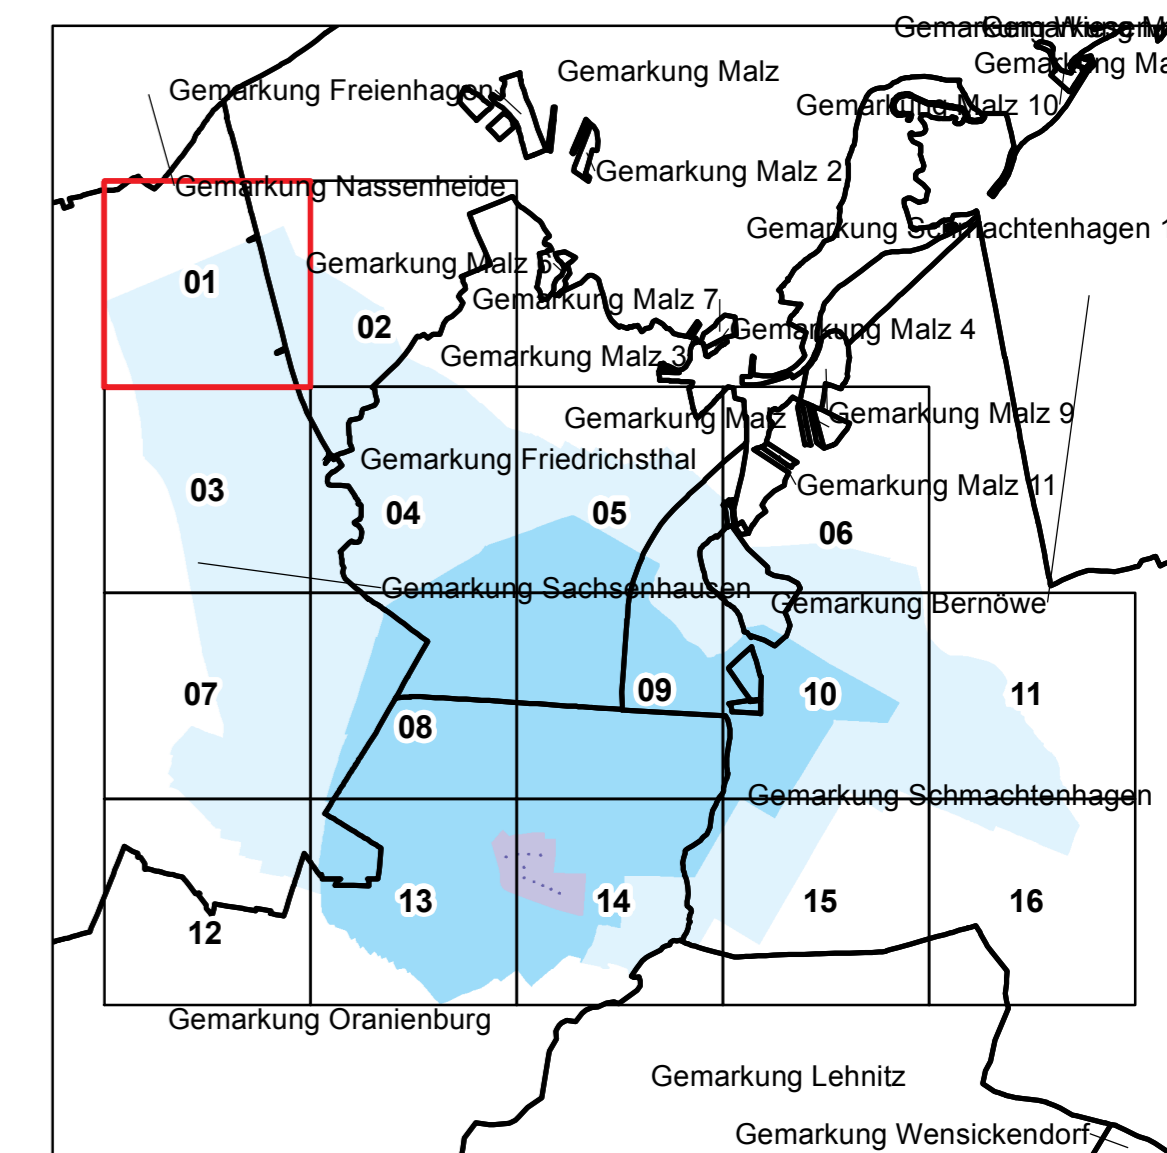 Gemarkung Malz
Gemarkung Freienhagen
Gemarkung Malz 10
Gemarkung Malz 2
Gemarkung Nassenheide
Gemarkung Schmachtenhagen 1
Gemarkung Malz 6
01
Gemarkung Malz 7
02
Gemarkung Malz 4
Gemarkung Malz 3
Gemarkung Malz
Gemarkung Malz 9
Gemarkung Friedrichsthal
Gemarkung Malz 11
03
04
05
06
Gemarkung Sachsenhausen
Gemarkung Bernöwe
07
08
09
10
11
Gemarkung Schmachtenhagen
12
13
14
15
16
Gemarkung Oranienburg
Gemarkung Lehnitz
Gemarkung Wensickendorf